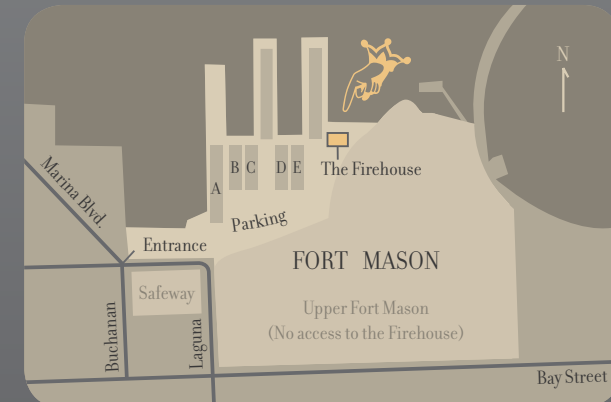 N
Marina Blvd.
A
B
C
D
E
The Firehouse
Parking
Entrance
FORT MASON
Safeway
Upper Fort Mason
(No access to the Firehouse)
Buchanan
Laguna
Bay Street